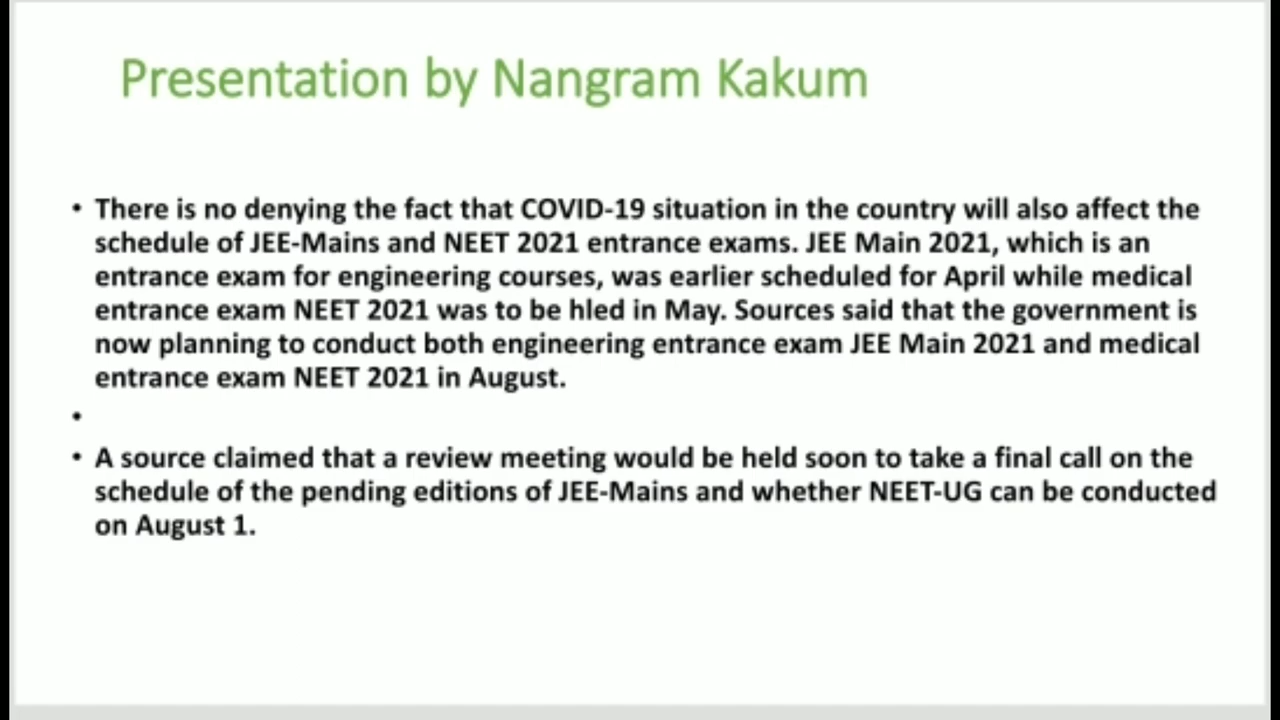 Presentation by Nangram Kakum
• There is no denying the fact that COVID-19 situation in the country will also affect the
schedule of JEE-Mains and NEET 2021 entrance exams. JEE Main 2021, which is an
entrance exam for engineering courses, was earlier scheduled for April while medical
entrance exam NEET 2021 was to be hled in May. Sources said that the government is
now planning to conduct both engineering entrance exam JEE Main 2021 and medical
entrance exam NEET 2021 in August.
•
• A source claimed that a review meeting would be held soon to take a final call on the
schedule of the pending editions of JEE-Mains and whether NEET-UG can be conducted
on August 1.